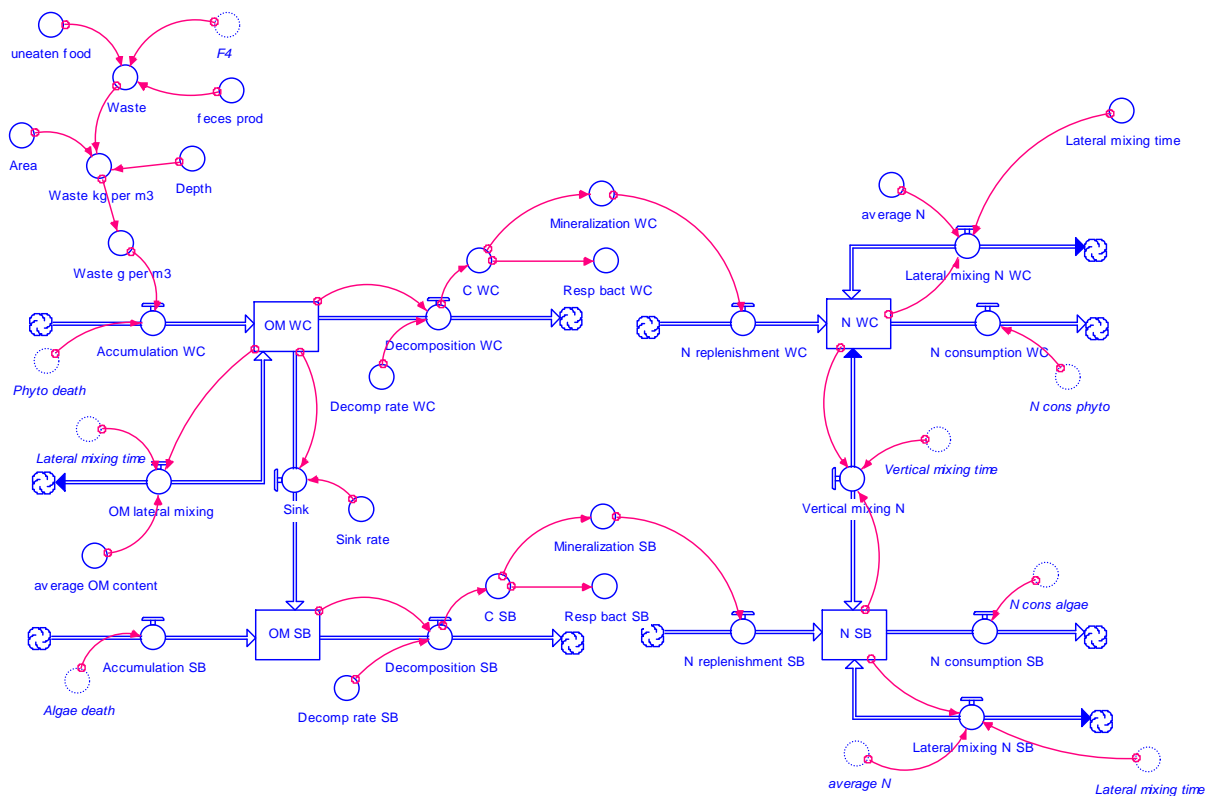 uneaten food
F4
Waste
feces prod
Lateral mixing time
Area
Depth
Waste kg per m3
average N
Mineralization WC
Waste g per m3
Lateral mixing N WC
C WC
Resp bact WC
OM WC
N WC
Accumulation WC
Decomposition WC
N replenishment WC
N consumption WC
Phyto death
Decomp rate WC
N cons phyto
Lateral mixing time
Vertical mixing time
OM lateral mixing
Sink
Vertical mixing N
Sink rate
Mineralization SB
average OM content
N cons algae
C SB
Resp bact SB
OM SB
N SB
Accumulation SB
Decomposition SB
N replenishment SB
N consumption SB
Algae death
Decomp rate SB
Lateral mixing N SB
average N
Lateral mixing time